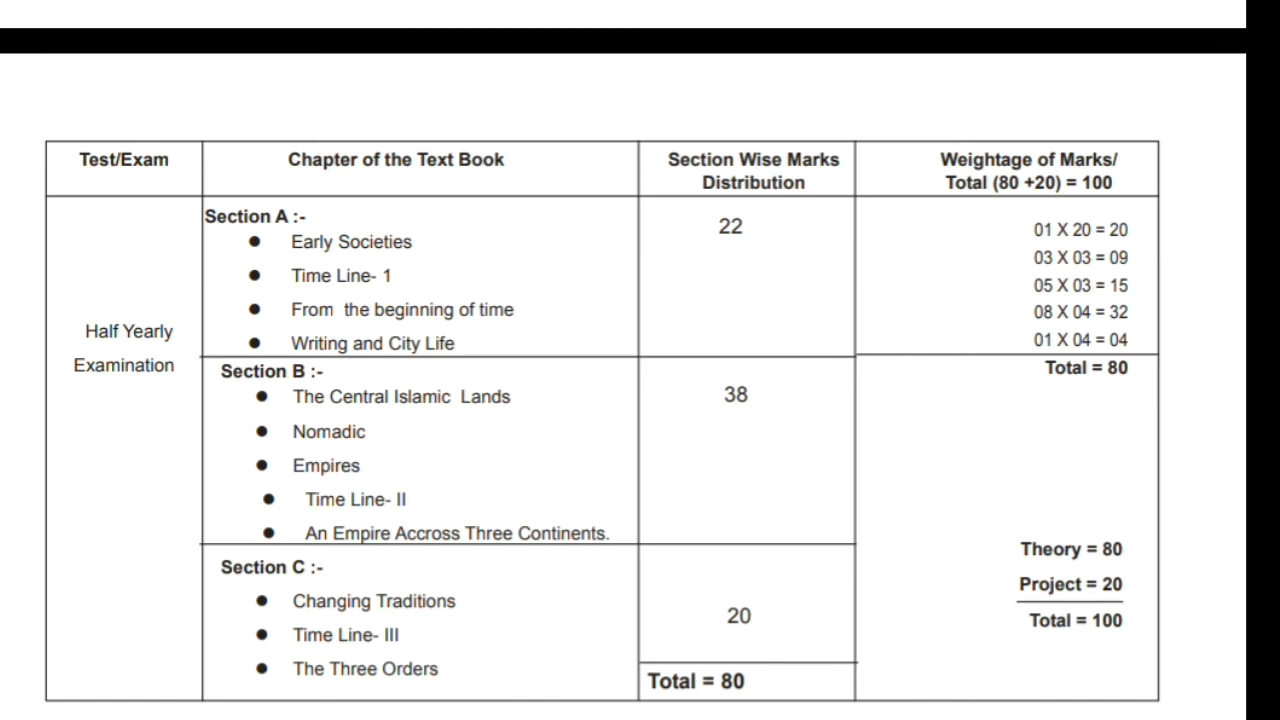 Test/Exam
Chapter of the Text Book
Section Wise Marks
Distribution
Weightage of Marks/
Total (80 +20) = 100
Half Yearly
Examination
Section A :-
● Early Societies
● Time Line- 1
● From the beginning of time
● Writing and City Life
22
01 X 20 = 20
03 X 03 = 09
05 X 03 = 15
08 X 04 = 32
01 X 04 = 04
Total = 80
Section B :-
● The Central Islamic Lands
● Nomadic
● Empires
● Time Line- II
● An Empire Accross Three Continents.
38
Section C :-
● Changing Traditions
● Time Line- III
● The Three Orders
20
Total = 80
Theory = 80
Project = 20
Total = 100